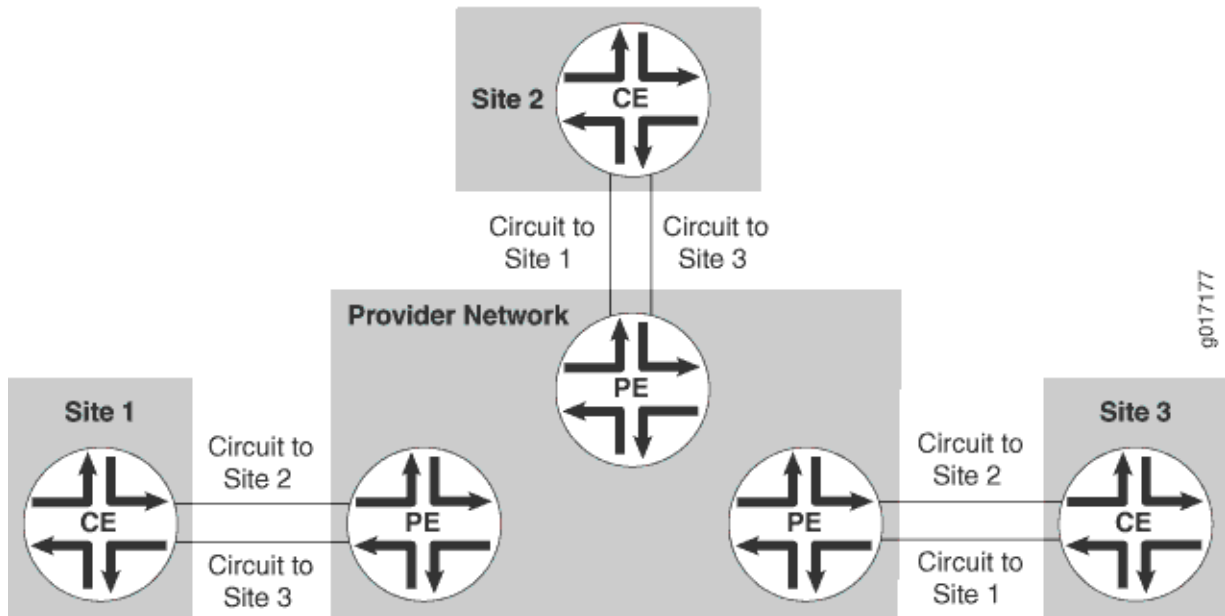 Site 2
CE
Circuit to
Site 1
Circuit to
Site 3
Provider Network
PE
g017177
Site 1
CE
Circuit to
Site 2
Circuit to
Site 3
PE
PE
Circuit to
Site 2
Circuit to
Site 1
Site 3
CE